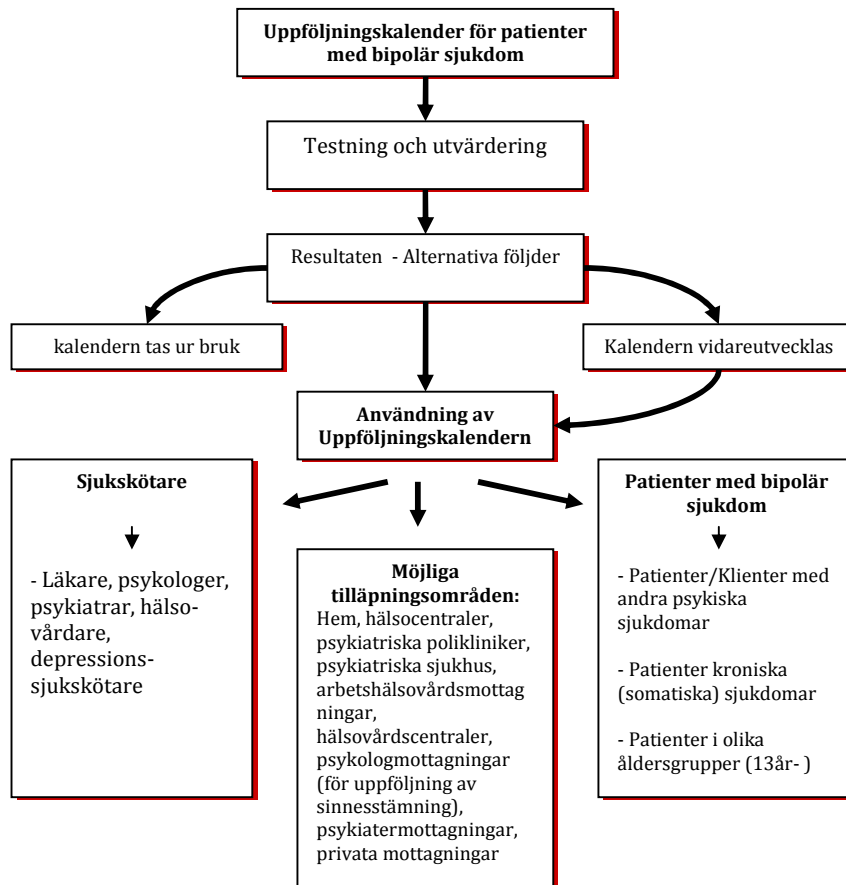 Uppföljningskalender för patienter
med bipolär sjukdom
Testning och utvärdering
Resultaten - Alternativa följder
kalendern tas ur bruk
Kalendern vidareutvecklas
Användning av
Uppföljningskalendern
Sjukskötare
- Läkare, psykologer,
psykiatrar, hälso-
vårdare,
depressions-
sjukskötare
Möjliga
tilläpningsområden:
Hem, hälsocentraler,
psykiatriska polikliniker,
psykiatriska sjukhus,
arbetshälsovårdsmottag
ningar,
hälsovårdscentraler,
psykologmottagningar
(för uppföljning av
sinnesstämning),
psykiatermottagningar,
privata mottagningar
Patienter med bipolär
sjukdom
- Patienter/Klienter med
andra psykiska
sjukdomar
- Patienter kroniska
(somatiska) sjukdomar
- Patienter i olika
åldersgrupper (13år- )